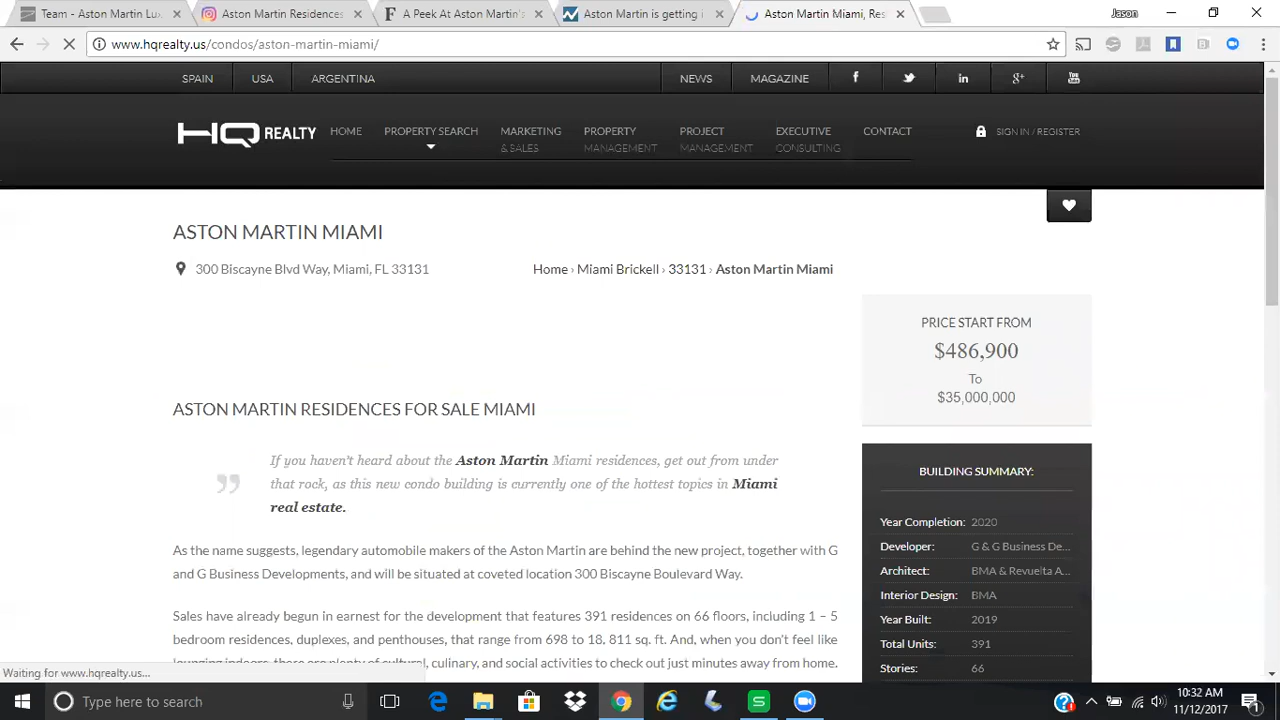 Team - Aston Martin Lux
Aston Martin Residences
A Peek At Aston Martin's
Aston Martin is getting i
Aston Martin Miami, Res
Jason
www.hqrealty.us/condos/aston-martin-miami/
SPAIN USA ARGENTINA NEWS MAGAZINE
HQ REALTY
HOME PROPERTY SEARCH MARKETING & SALES PROPERTY MANAGEMENT PROJECT MANAGEMENT EXECUTIVE CONSULTING CONTACT SIGN IN / REGISTER
ASTON MARTIN MIAMI
300 Biscayne Blvd Way, Miami, FL 33131
Home › Miami Brickell › 33131 › Aston Martin Miami
PRICE START FROM
$486,900
To
$35,000,000
ASTON MARTIN RESIDENCES FOR SALE MIAMI
If you haven't heard about the Aston Martin Miami residences, get out from under
that rock, as this new condo building is currently one of the hottest topics in Miami
real estate.
As the name suggests, legendary automobile makers of the Aston Martin are behind the new project, together with G
and G Business Developments, and will be situated at coveted location 300 Biscayne Boulevard Way.
Sales have already begun in earnest for the development that features 391 residences on 66 floors, including 1 – 5
bedroom residences, duplexes, and penthouses, that range from 698 to 18, 811 sq. ft. And, when you don't feel like
lounging indoors, there are plenty of cultural, culinary, and social activities to check out just minutes away from home.
BUILDING SUMMARY:
Year Completion: 2020
Developer: G & G Business De...
Architect: BMA & Revuelta A...
Interior Design: BMA
Year Built: 2019
Total Units: 391
Stories: 66
Waiting for www.hqrealty.us...
Type here to search
10:32 AM
11/12/2017